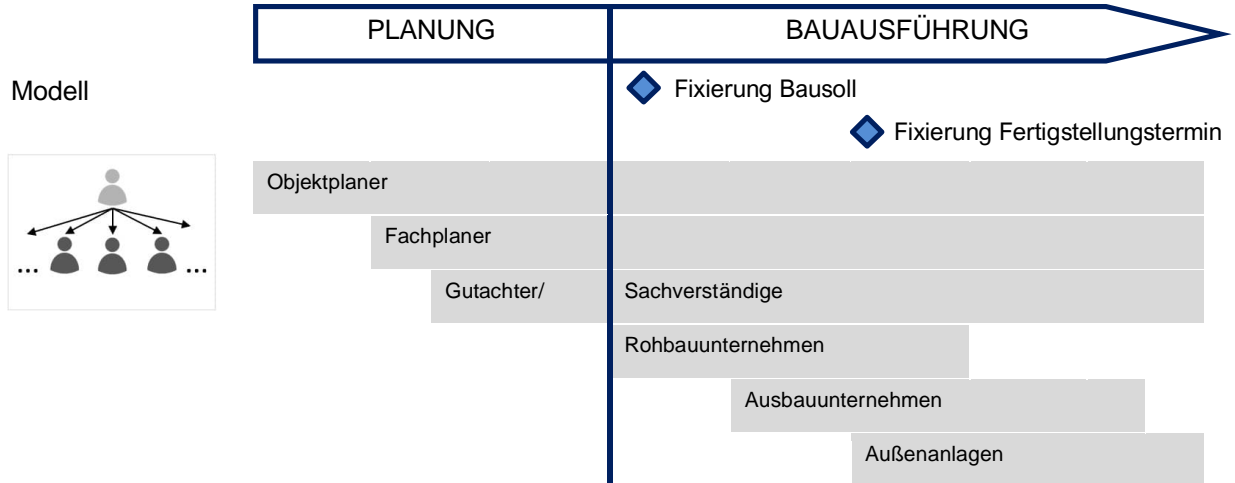 PLANUNG BAUAUSFÜHRUNG
Modell
Fixierung Bausoll
Fixierung Fertigstellungstermin
Objektplaner
Fachplaner
Gutachter/ Sachverständige
Rohbauunternehmen
... ...
Ausbauunternehmen
Außenanlagen